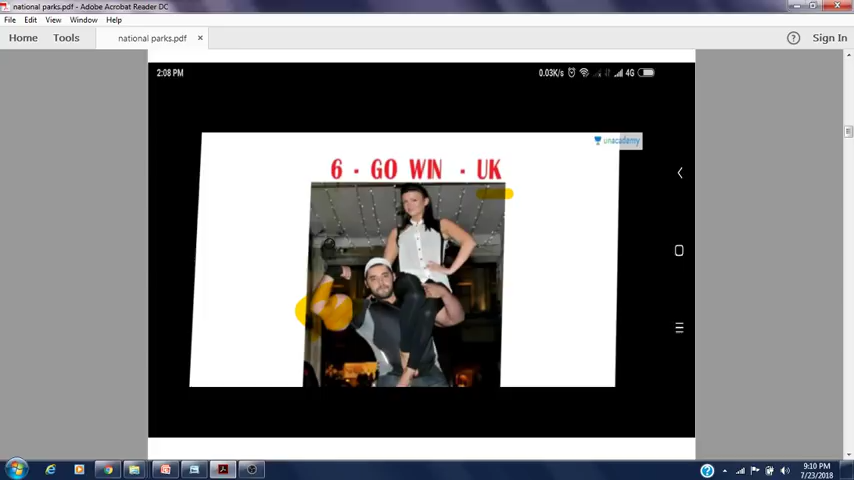 national parks.pdf - Adobe Acrobat Reader DC
File Edit View Window Help
Home Tools national parks.pdf × ? Sign In
2:08 PM 0.03K/s 4G
unacademy
6 - GO WIN - UK
9:10 PM
7/23/2018